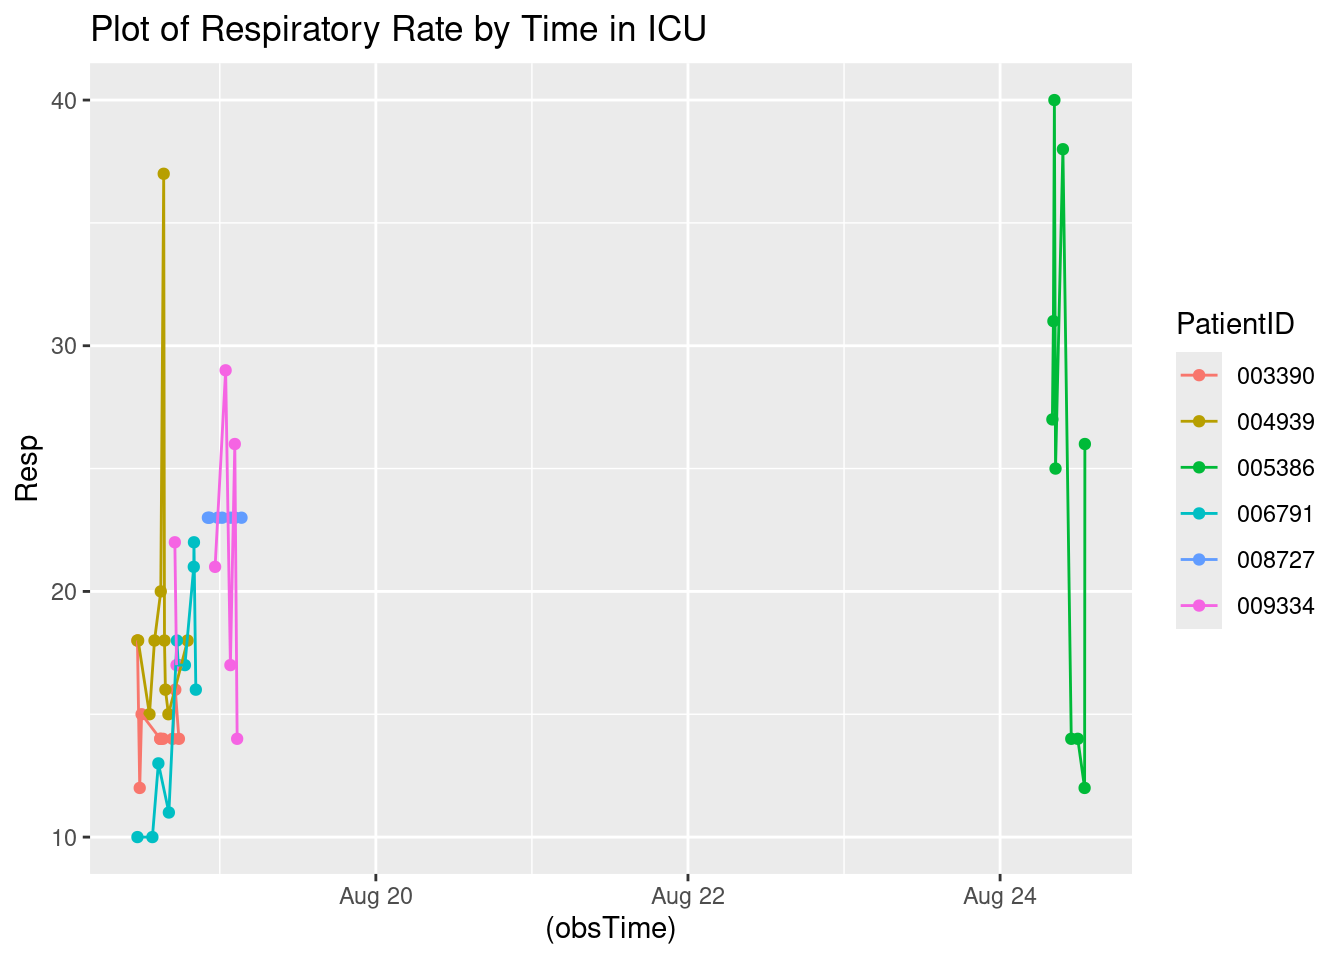 Plot of Respiratory Rate by Time in ICU
40
30
20
10
Resp
Aug 20
Aug 22
Aug 24
(obsTime)
PatientID
003390
004939
005386
006791
008727
009334